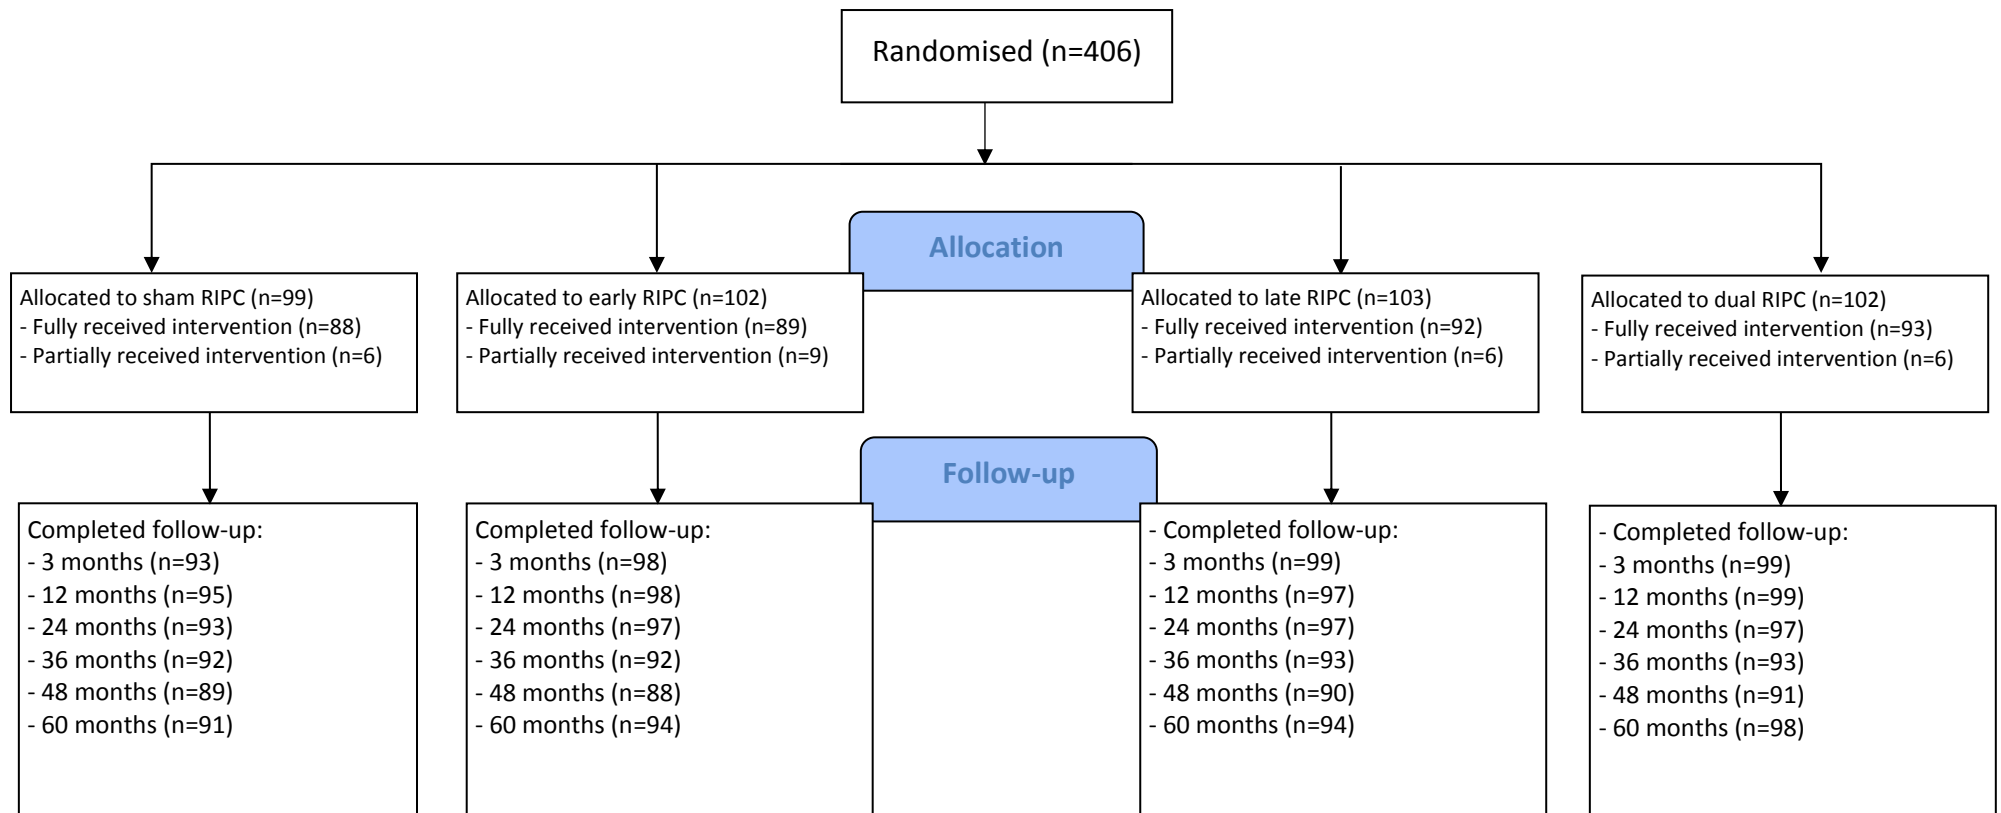 Randomised (n=406)
Allocation
Allocated to sham RIPC (n=99)
- Fully received intervention (n=88)
- Partially received intervention (n=6)
Allocated to early RIPC (n=102)
- Fully received intervention (n=89)
- Partially received intervention (n=9)
Allocated to late RIPC (n=103)
- Fully received intervention (n=92)
- Partially received intervention (n=6)
Allocated to dual RIPC (n=102)
- Fully received intervention (n=93)
- Partially received intervention (n=6)
Follow-up
Completed follow-up:
- 3 months (n=93)
- 12 months (n=95)
- 24 months (n=93)
- 36 months (n=92)
- 48 months (n=89)
- 60 months (n=91)
Completed follow-up:
- 3 months (n=98)
- 12 months (n=98)
- 24 months (n=97)
- 36 months (n=92)
- 48 months (n=88)
- 60 months (n=94)
- Completed follow-up:
- 3 months (n=99)
- 12 months (n=97)
- 24 months (n=97)
- 36 months (n=93)
- 48 months (n=90)
- 60 months (n=94)
- Completed follow-up:
- 3 months (n=99)
- 12 months (n=99)
- 24 months (n=97)
- 36 months (n=93)
- 48 months (n=91)
- 60 months (n=98)